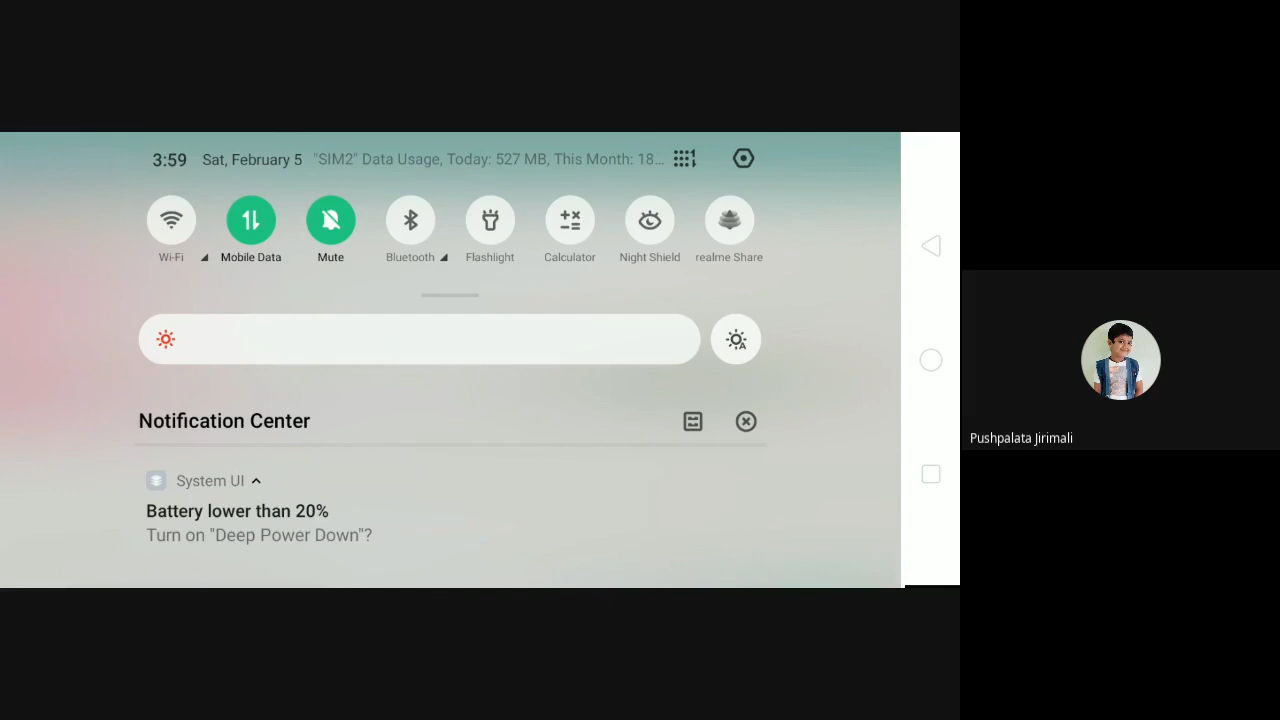 3:59 Sat, February 5 "SIM2" Data Usage, Today: 527 MB, This Month: 18...
Wi-Fi Mobile Data Mute Bluetooth Flashlight Calculator Night Shield realme Share
Notification Center
System UI
Battery lower than 20%
Turn on "Deep Power Down"?
Pushpalata Jirimali